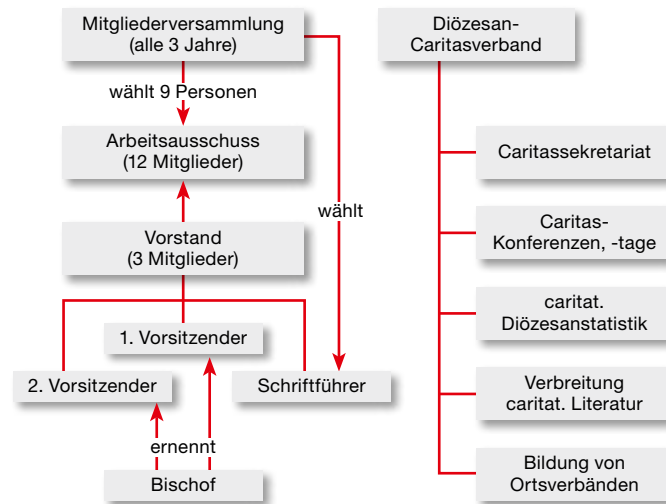 Mitgliederversammlung
(alle 3 Jahre)
wählt 9 Personen
Arbeitsausschuss
(12 Mitglieder)
wählt
Vorstand
(3 Mitglieder)
1. Vorsitzender
2. Vorsitzender
Schriftführer
ernennt
Bischof
Diözesan-
Caritasverband
Caritassekretariat
Caritas-
Konferenzen, -tage
caritat.
Diözesanstatistik
Verbreitung
caritat. Literatur
Bildung von
Ortsverbänden